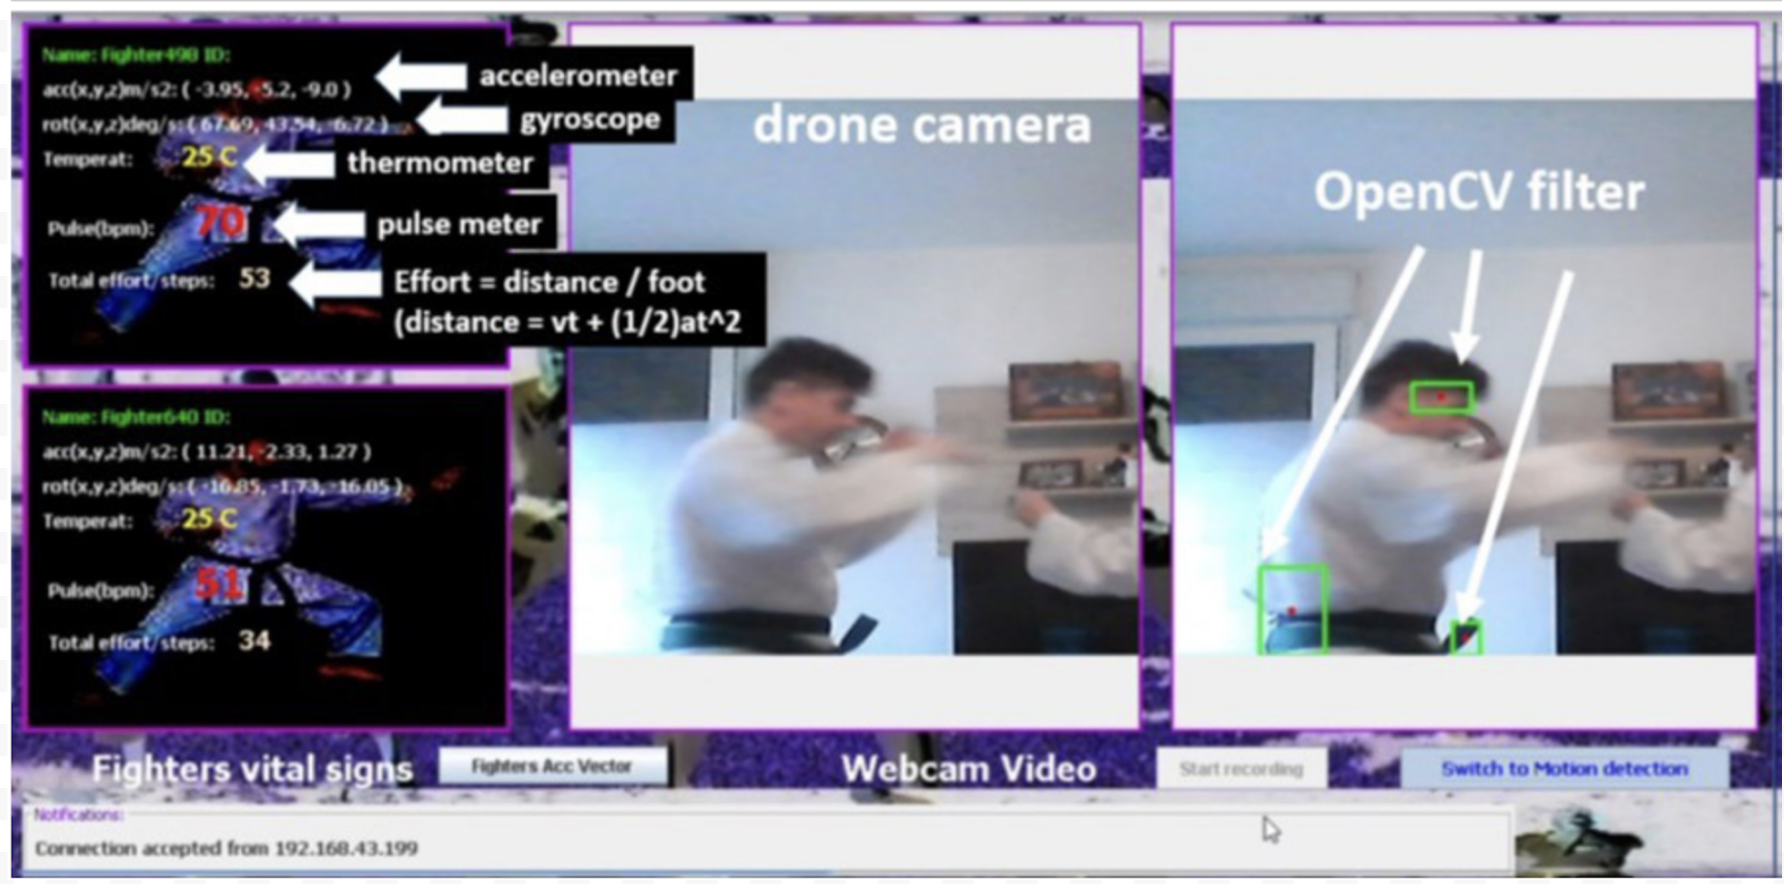 Name: Fighter498 ID:
acc(x,y,z)m/s2: ( -3.95, -5.2, -9.0 )
accelerometer
rot(x,y,z)deg/s: ( 67.69, 43.54, -6.72 )
gyroscope
Temperat: 25 C
thermometer
Pulse(bpm): 70
pulse meter
Total effort/steps: 53
Effort = distance / foot
(distance = vt + (1/2)at^2
Name: Fighter640 ID:
acc(x,y,z)m/s2: ( 11.21, -2.33, 1.27 )
rot(x,y,z)deg/s: ( -16.85, -1.73, -16.05 )
Temperat: 25 C
Pulse(bpm): 51
Total effort/steps: 34
drone camera
OpenCV filter
Fighters vital signs
Fighters Acc Vector
Webcam Video
Start recording
Switch to Motion detection
Notifications:
Connection accepted from 192.168.43.199